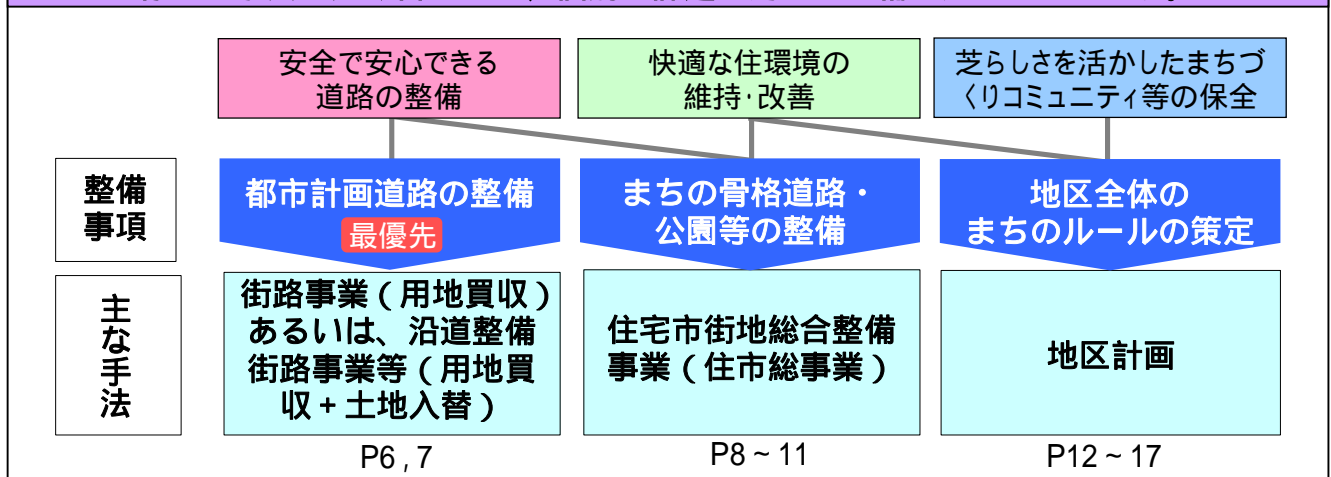 安全で安心できる
道路の整備
快適な住環境の
維持･改善
芝らしさを活かしたまちづ
くりコミュニティ等の保全
整備
事項
都市計画道路の整備
最優先
まちの骨格道路・
公園等の整備
地区全体の
まちのルールの策定
主な手法
街路事業(用地買収)
あるいは、沿道整備
街路事業等(用地買
収+土地入替)
住宅市街地総合整備
事業(住市総事業)
地区計画
P6 , 7
P8 ~ 11
P12 ~ 17